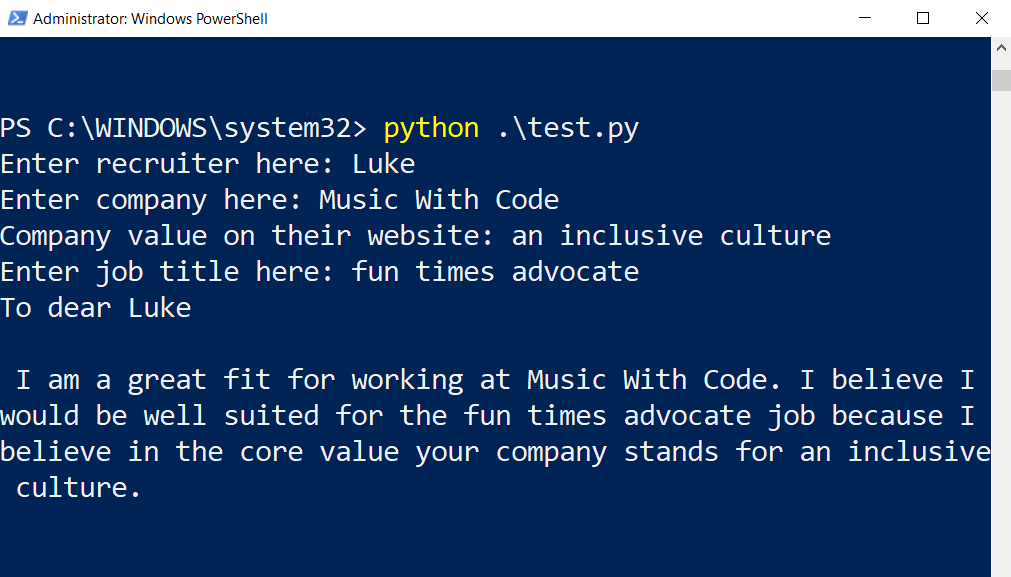 Administrator: Windows PowerShell
PS C:\WINDOWS\system32> python .\test.py
Enter recruiter here: Luke
Enter company here: Music With Code
Company value on their website: an inclusive culture
Enter job title here: fun times advocate
To dear Luke
I am a great fit for working at Music With Code. I believe I
would be well suited for the fun times advocate job because I
believe in the core value your company stands for an inclusive
culture.